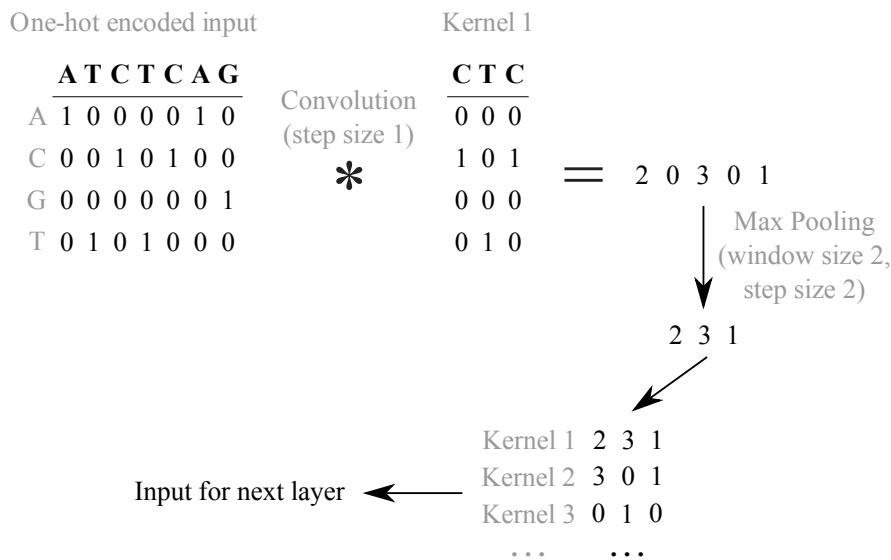 One-hot encoded input
Kernel 1
A T C T C A G
C T C
A 1 0 0 0 0 1 0
C 0 0 1 0 1 0 0
G 0 0 0 0 0 0 1
T 0 1 0 1 0 0 0
Convolution
(step size 1)
*
0 0 0
1 0 1
0 0 0
0 1 0
= 2 0 3 0 1
Max Pooling
(window size 2,
step size 2)
2 3 1
Kernel 1 2 3 1
Kernel 2 3 0 1
Kernel 3 0 1 0
... ...
Input for next layer